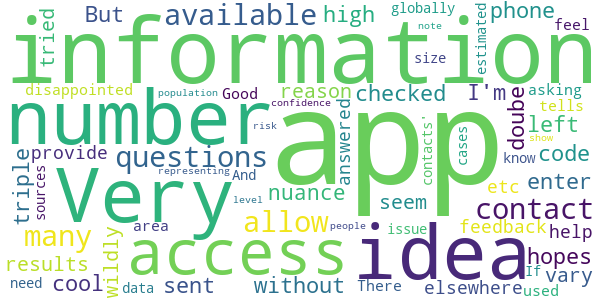 tried But available high globally phone feel
information
estimated note size
disappointed population Good reason checked I'm asking
number confidence app doube tells
risk answered contacts' cases left show
triple provide questions And know code
sources representing nuance seem etc enter
Very level allow people issue feedback contact
many wildly area access idea help
results cool data sent without There elsewhere If vary hopes
need used